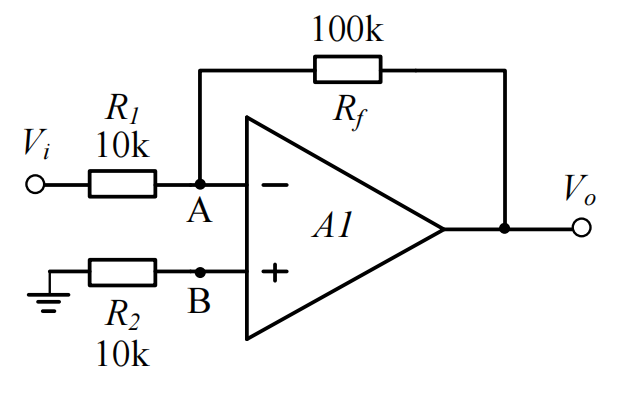 100k
R_f
R_1
10k
V_i
A
−
A1
V_o
+
B
R_2
10k